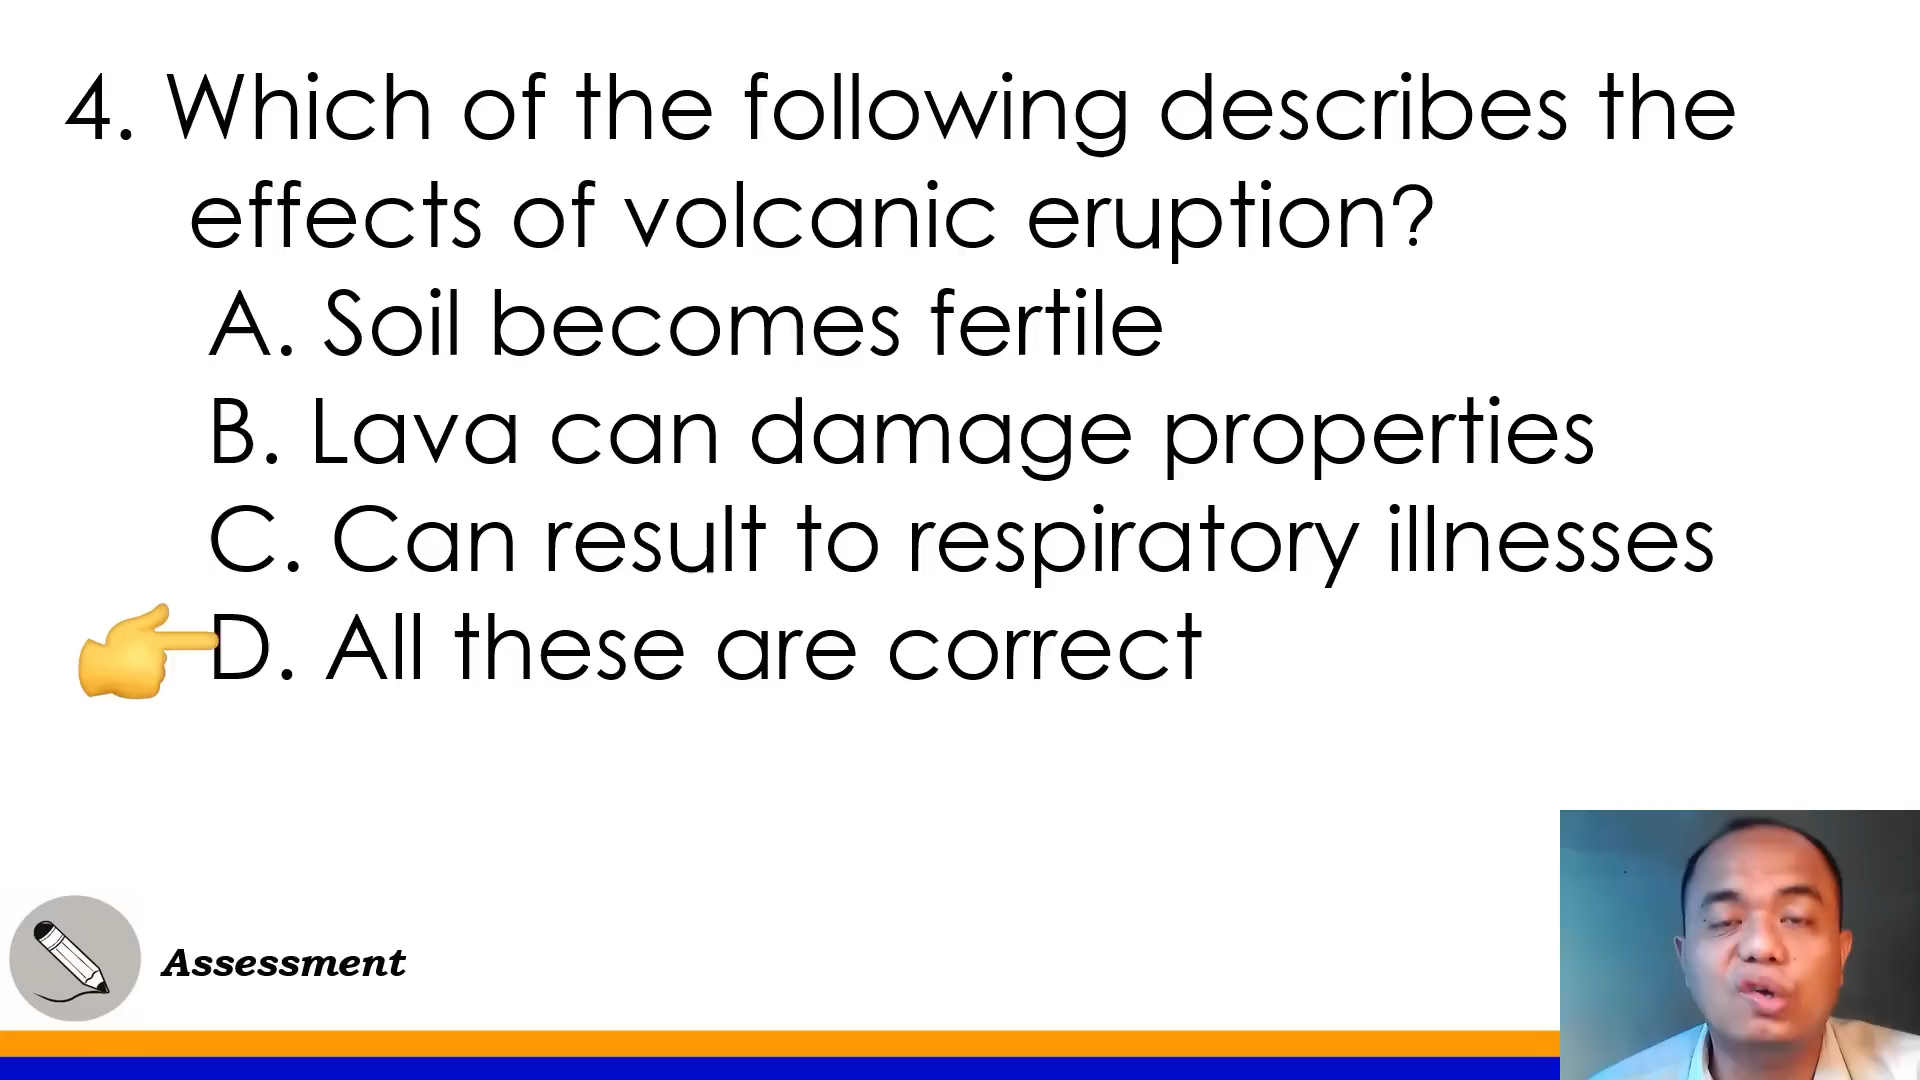 4. Which of the following describes the
effects of volcanic eruption?
A. Soil becomes fertile
B. Lava can damage properties
C. Can result to respiratory illnesses
D. All these are correct
Assessment